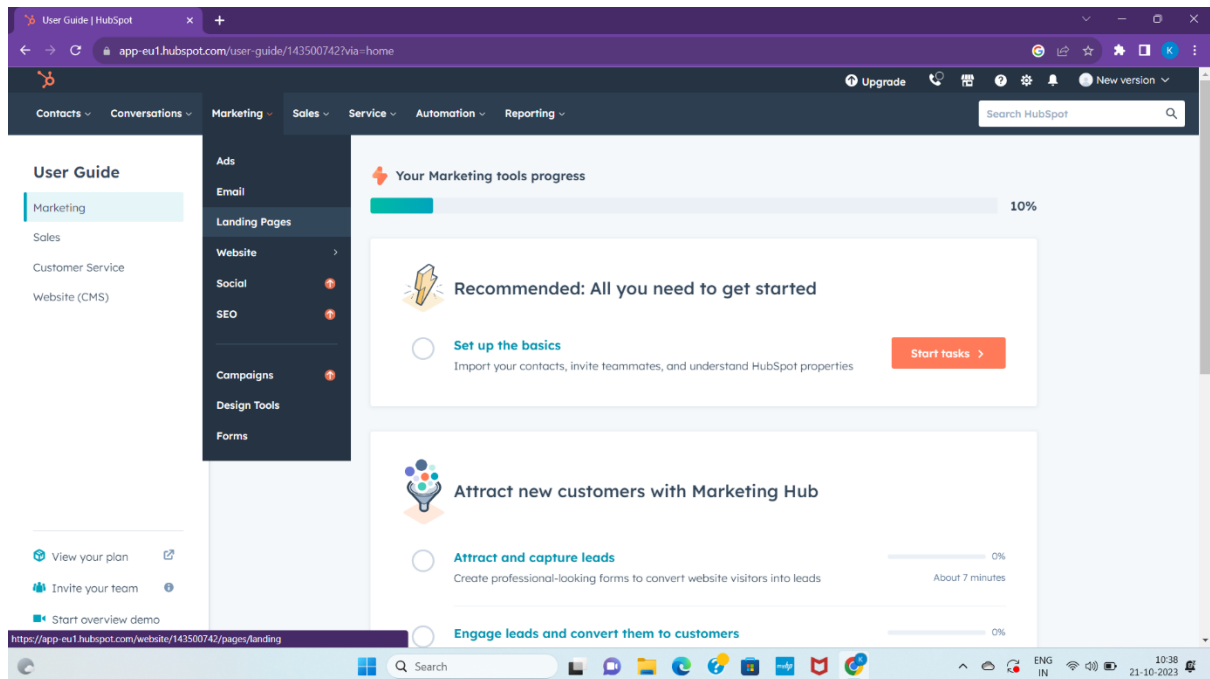 User Guide | HubSpot
app-eu1.hubspot.com/user-guide/143500742?via=home
K
Upgrade
New version
Contacts Conversations Marketing Sales Service Automation Reporting
Search HubSpot
User Guide
Marketing
Sales
Customer Service
Website (CMS)
View your plan
Invite your team
Start overview demo
Ads
Email
Landing Pages
Website
Social
SEO
Campaigns
Design Tools
Forms
Your Marketing tools progress
10%
Recommended: All you need to get started
Set up the basics
Import your contacts, invite teammates, and understand HubSpot properties
Start tasks
Attract new customers with Marketing Hub
Attract and capture leads
0%
Create professional-looking forms to convert website visitors into leads
About 7 minutes
Engage leads and convert them to customers
0%
https://app-eu1.hubspot.com/website/143500742/pages/landing
Search
ENG
IN
10:38
21-10-2023